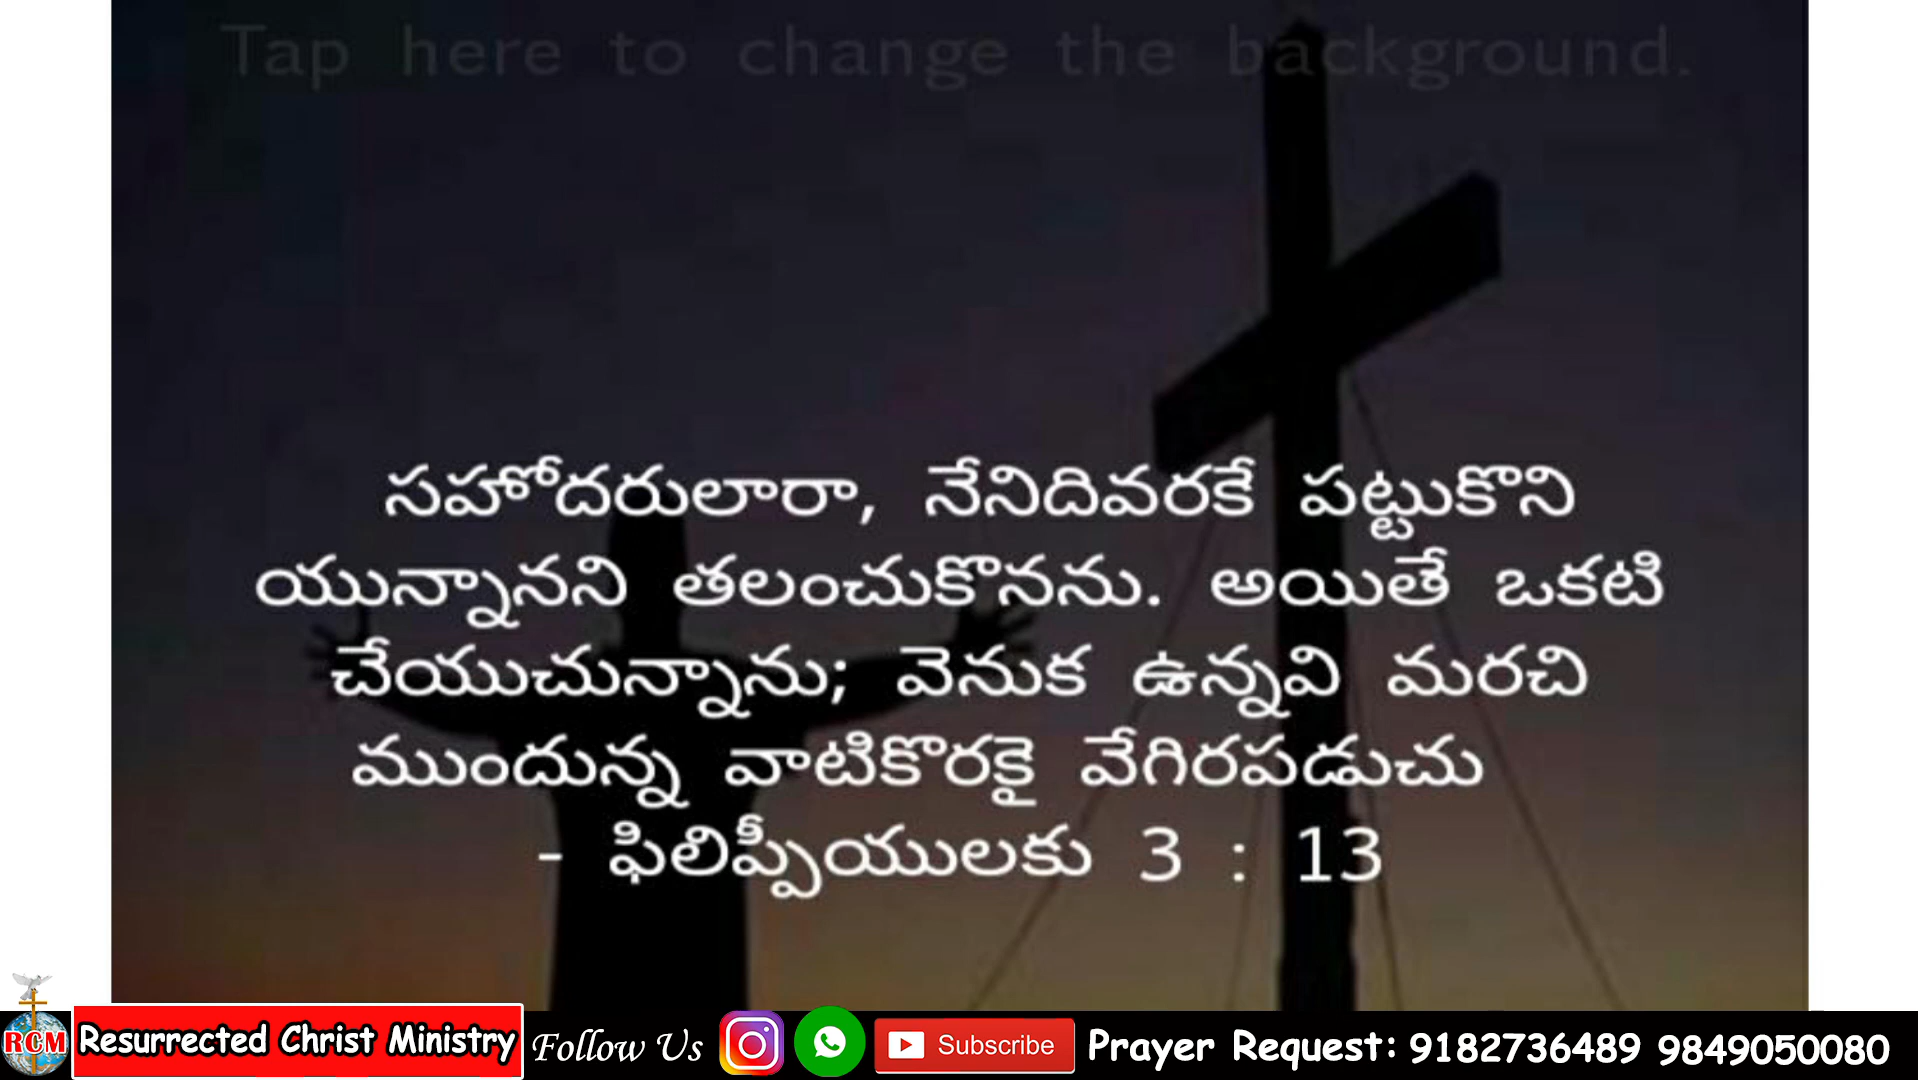 Tap here to change the background.
సహోదరులారా, నేనిదివరకే పట్టుకొని
యున్నానని తలంచుకొనను. అయితే ఒకటి
చేయుచున్నాను; వెనుక ఉన్నవి మరచి
ముందున్న వాటికొరకై వేగిరపడుచు
- ఫిలిప్పీయులకు 3 : 13
RCM Resurrected Christ Ministry Follow Us Subscribe Prayer Request: 9182736489 9849050080